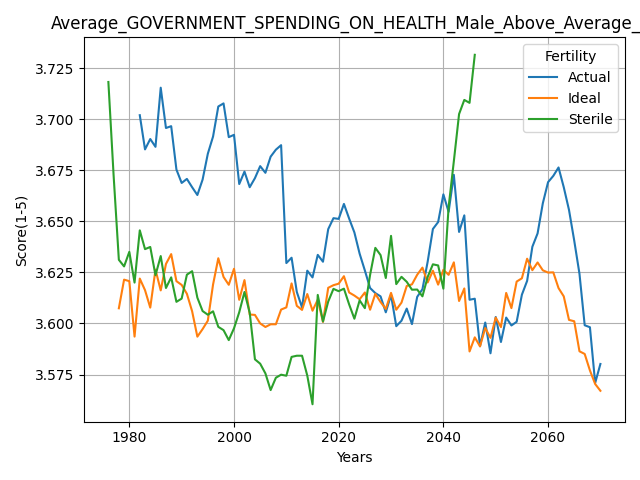 Average_GOVERNMENT_SPENDING_ON_HEALTH_Male_Above_Average_
Fertility
Actual
Ideal
Sterile
Score(1-5)
3.725
3.700
3.675
3.650
3.625
3.600
3.575
1980
2000
2020
2040
2060
Years